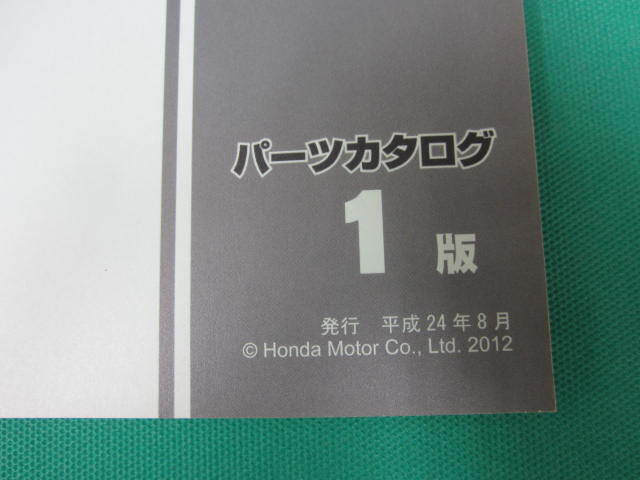 パーツカタログ
1 版
発行 平成 24 年 8 月
© Honda Motor Co., Ltd. 2012